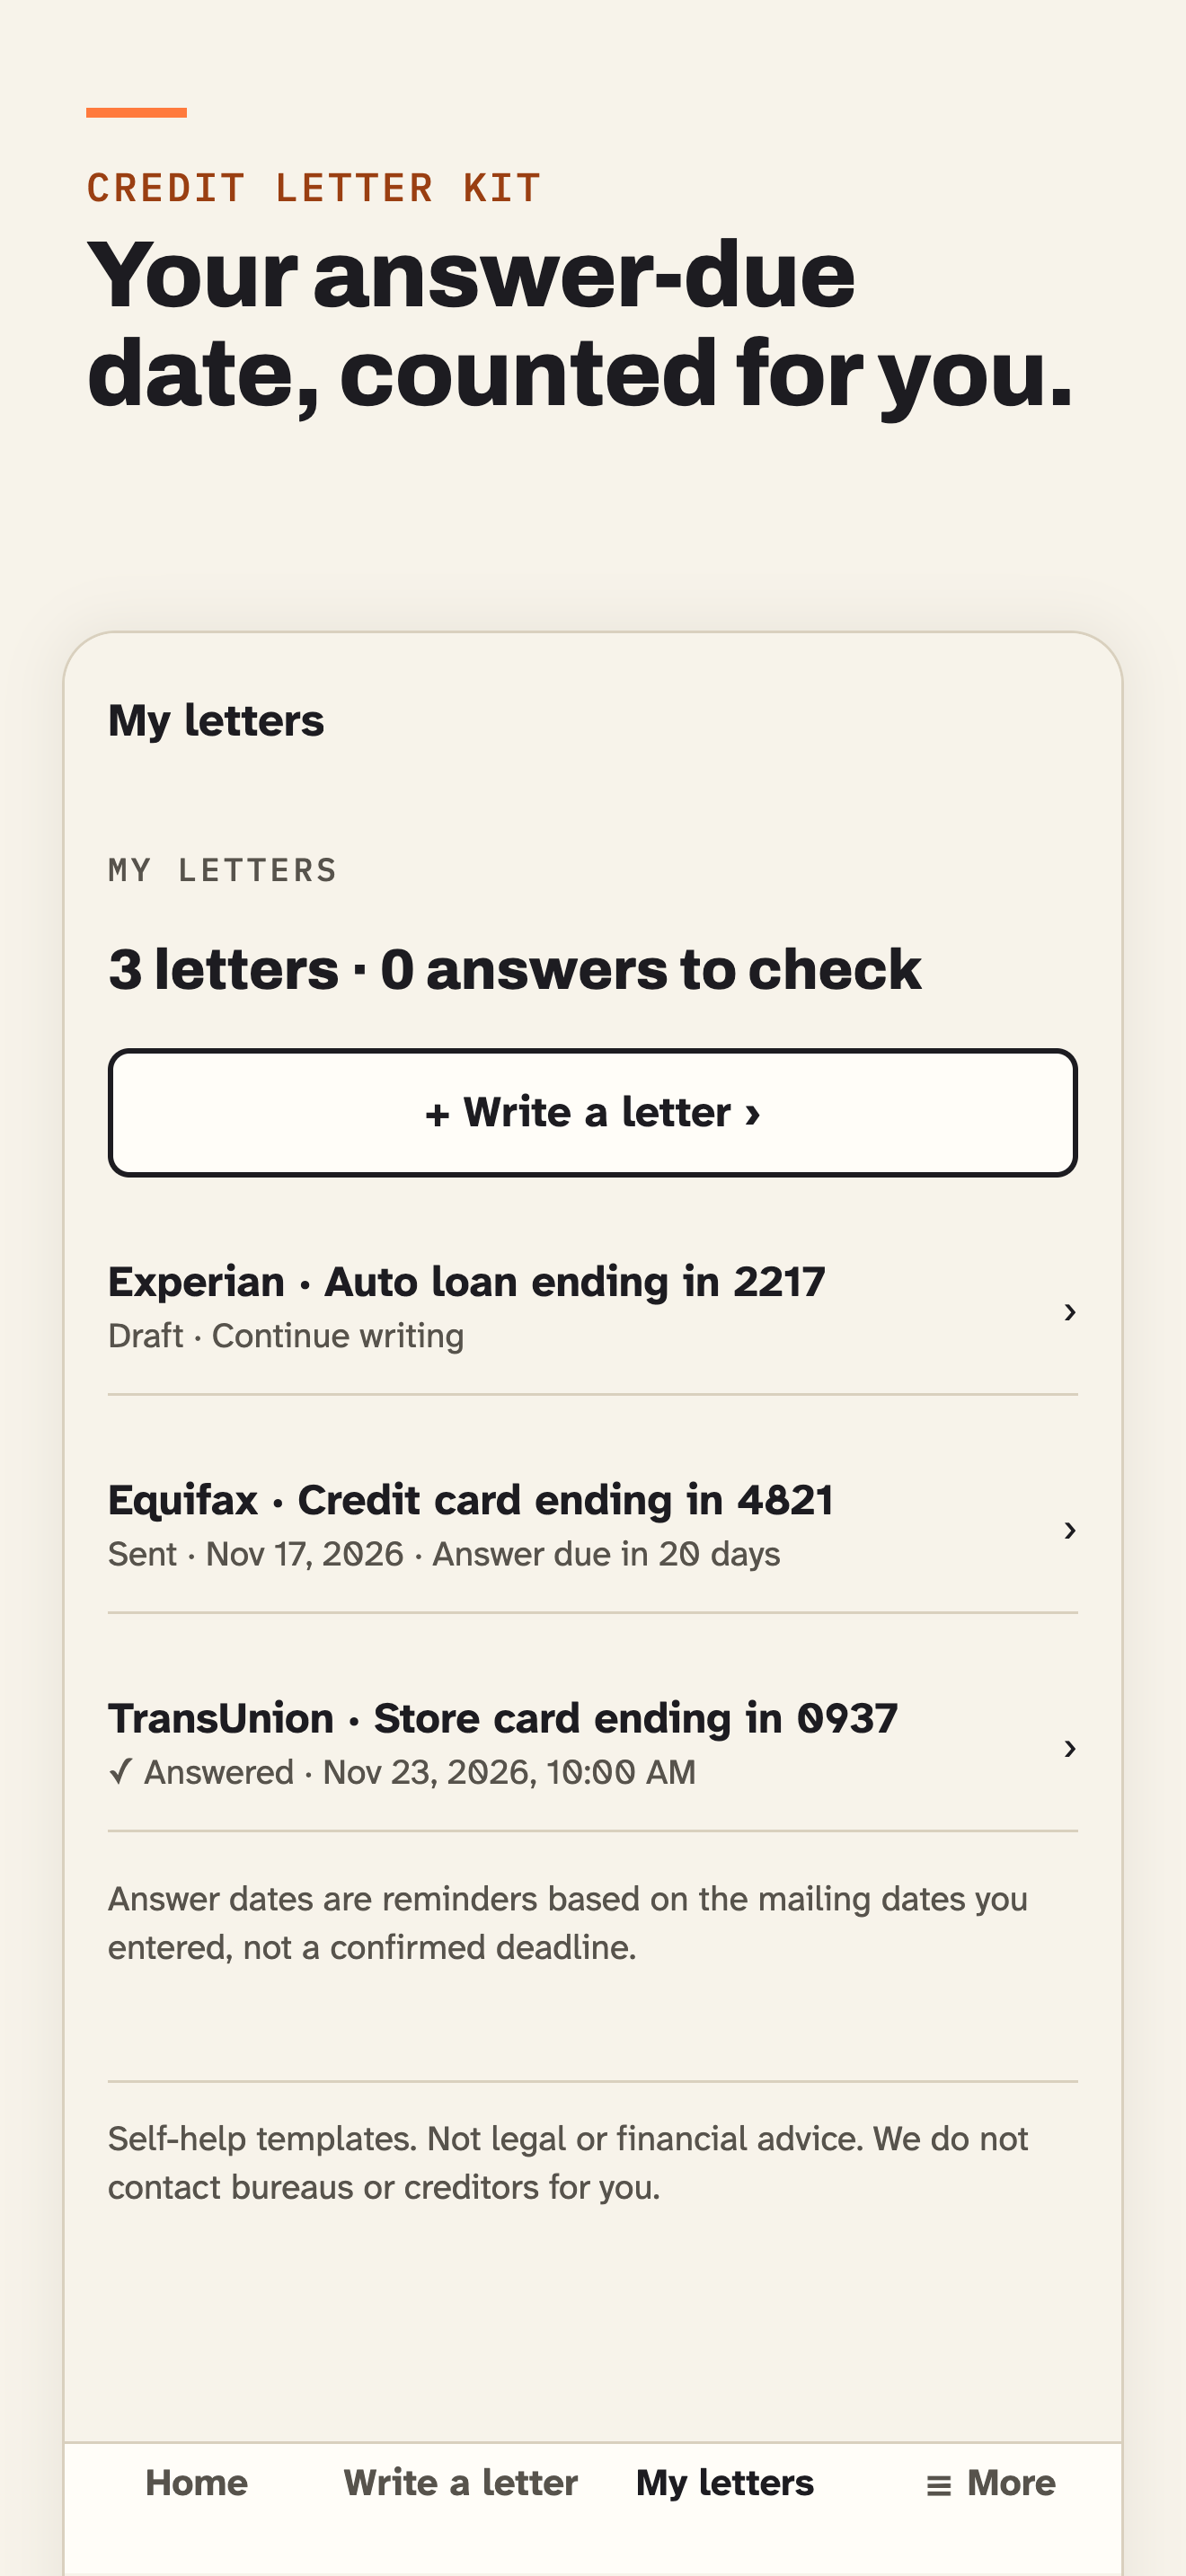 CREDIT LETTER KIT
Your answer-due
date, counted for you.
My letters
MY LETTERS
3 letters · 0 answers to check
+ Write a letter ›
Experian · Auto loan ending in 2217
Draft · Continue writing
›
Equifax · Credit card ending in 4821
Sent · Nov 17, 2026 · Answer due in 20 days
›
TransUnion · Store card ending in 0937
✓ Answered · Nov 23, 2026, 10:00 AM
›
Answer dates are reminders based on the mailing dates you
entered, not a confirmed deadline.
Self-help templates. Not legal or financial advice. We do not
contact bureaus or creditors for you.
Home Write a letter My letters ≡ More